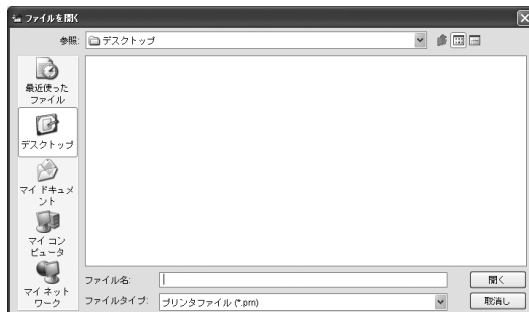 ファイルを開く
参照:
デスクトップ
最近使った
ファイル
デスクトップ
マイ ドキュメ
ント
マイ コン
ピュータ
マイ ネット
ワーク
ファイル名:
開く
ファイルタイプ:
プリンタファイル (*.prn)
取消し